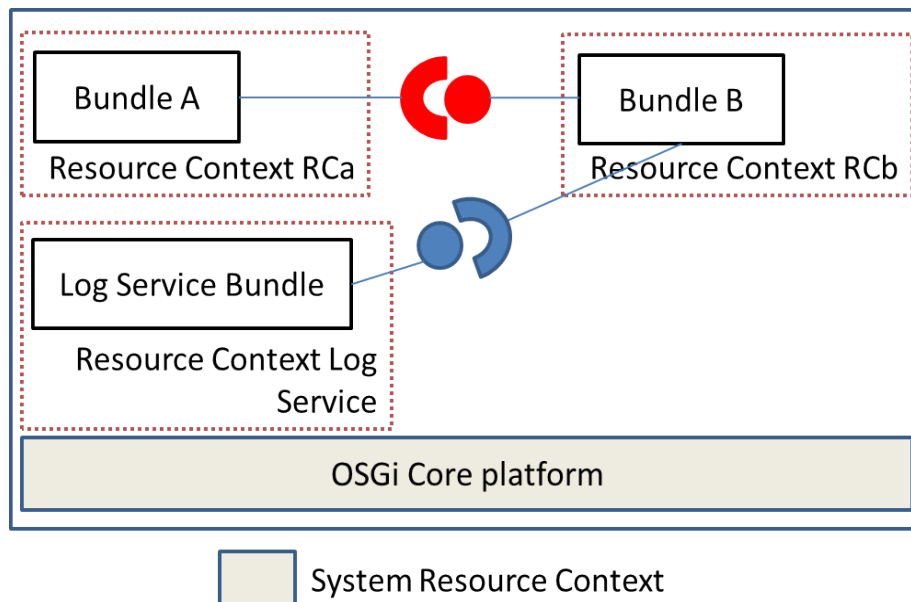 Bundle A
Bundle B
Resource Context RCa
Resource Context RCb
Log Service Bundle
Resource Context Log
Service
OSGi Core platform
System Resource Context